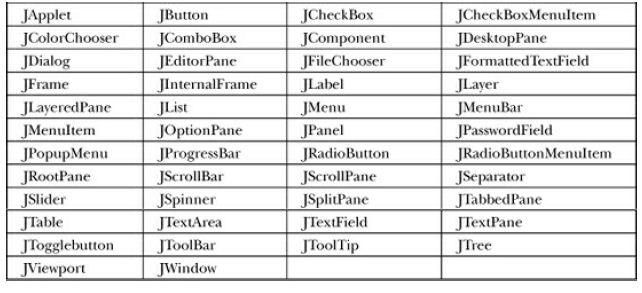 JApplet JButton JCheckBox JCheckBoxMenuItem
JColorChooser JComboBox JComponent JDesktopPane
JDialog JEditorPane JFileChooser JFormattedTextField
JFrame JInternalFrame JLabel JLayer
JLayeredPane JList JMenu JMenuBar
JMenuItem JOptionPane JPanel JPasswordField
JPopupMenu JProgressBar JRadioButton JRadioButtonMenuItem
JRootPane JScrollBar JScrollPane JSeparator
JSlider JSpinner JSplitPane JTabbedPane
JTable JTextArea JTextField JTextPane
JTogglebutton JToolBar JToolTip JTree
JViewport JWindow